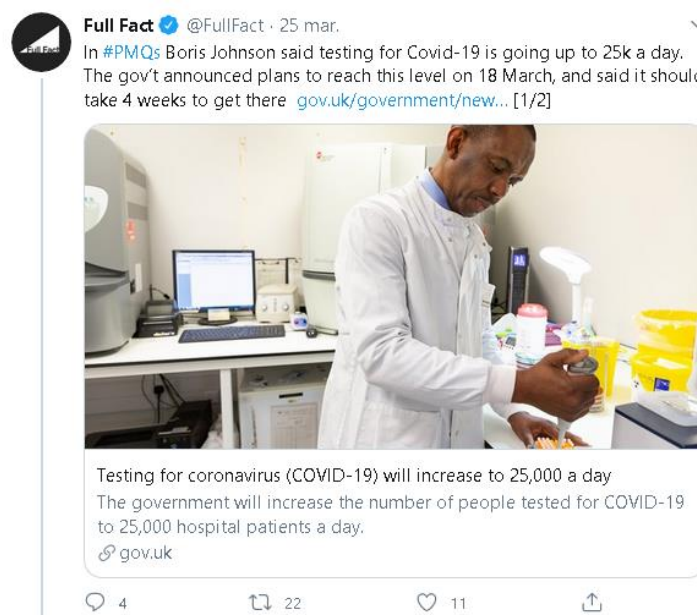 Full Fact @FullFact · 25 mar.
In #PMQs Boris Johnson said testing for Covid-19 is going up to 25k a day.
The gov't announced plans to reach this level on 18 March, and said it should
take 4 weeks to get there gov.uk/government/new... [1/2]
Full Fact
Testing for coronavirus (COVID-19) will increase to 25,000 a day
The government will increase the number of people tested for COVID-19
to 25,000 hospital patients a day.
gov.uk
4 22 11